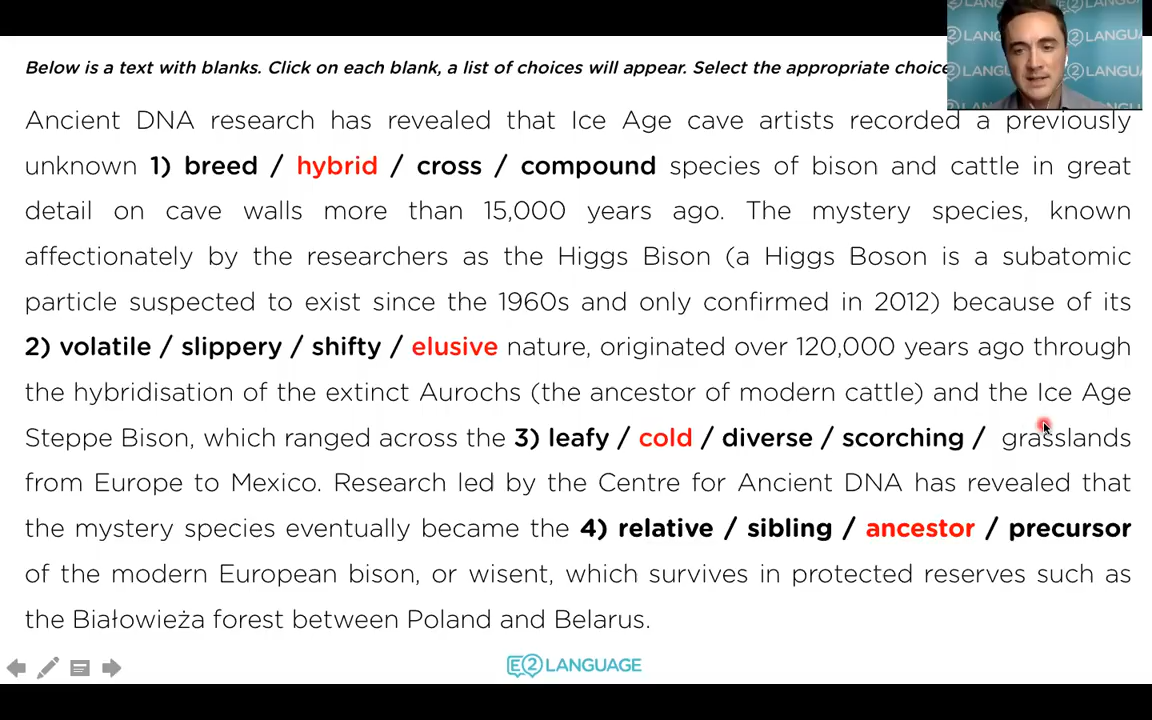 LANG
2 LANGUA
2 LANG
LANGUA
2 LANG
LANGUA
Below is a text with blanks. Click on each blank, a list of choices will appear. Select the appropriate choice
Ancient DNA research has revealed that Ice Age cave artists recorded a previously
unknown 1) breed / hybrid / cross / compound species of bison and cattle in great
detail on cave walls more than 15,000 years ago. The mystery species, known
affectionately by the researchers as the Higgs Bison (a Higgs Boson is a subatomic
particle suspected to exist since the 1960s and only confirmed in 2012) because of its
2) volatile / slippery / shifty / elusive nature, originated over 120,000 years ago through
the hybridisation of the extinct Aurochs (the ancestor of modern cattle) and the Ice Age
Steppe Bison, which ranged across the 3) leafy / cold / diverse / scorching / grasslands
from Europe to Mexico. Research led by the Centre for Ancient DNA has revealed that
the mystery species eventually became the 4) relative / sibling / ancestor / precursor
of the modern European bison, or wisent, which survives in protected reserves such as
the Białowieża forest between Poland and Belarus.
E2 LANGUAGE